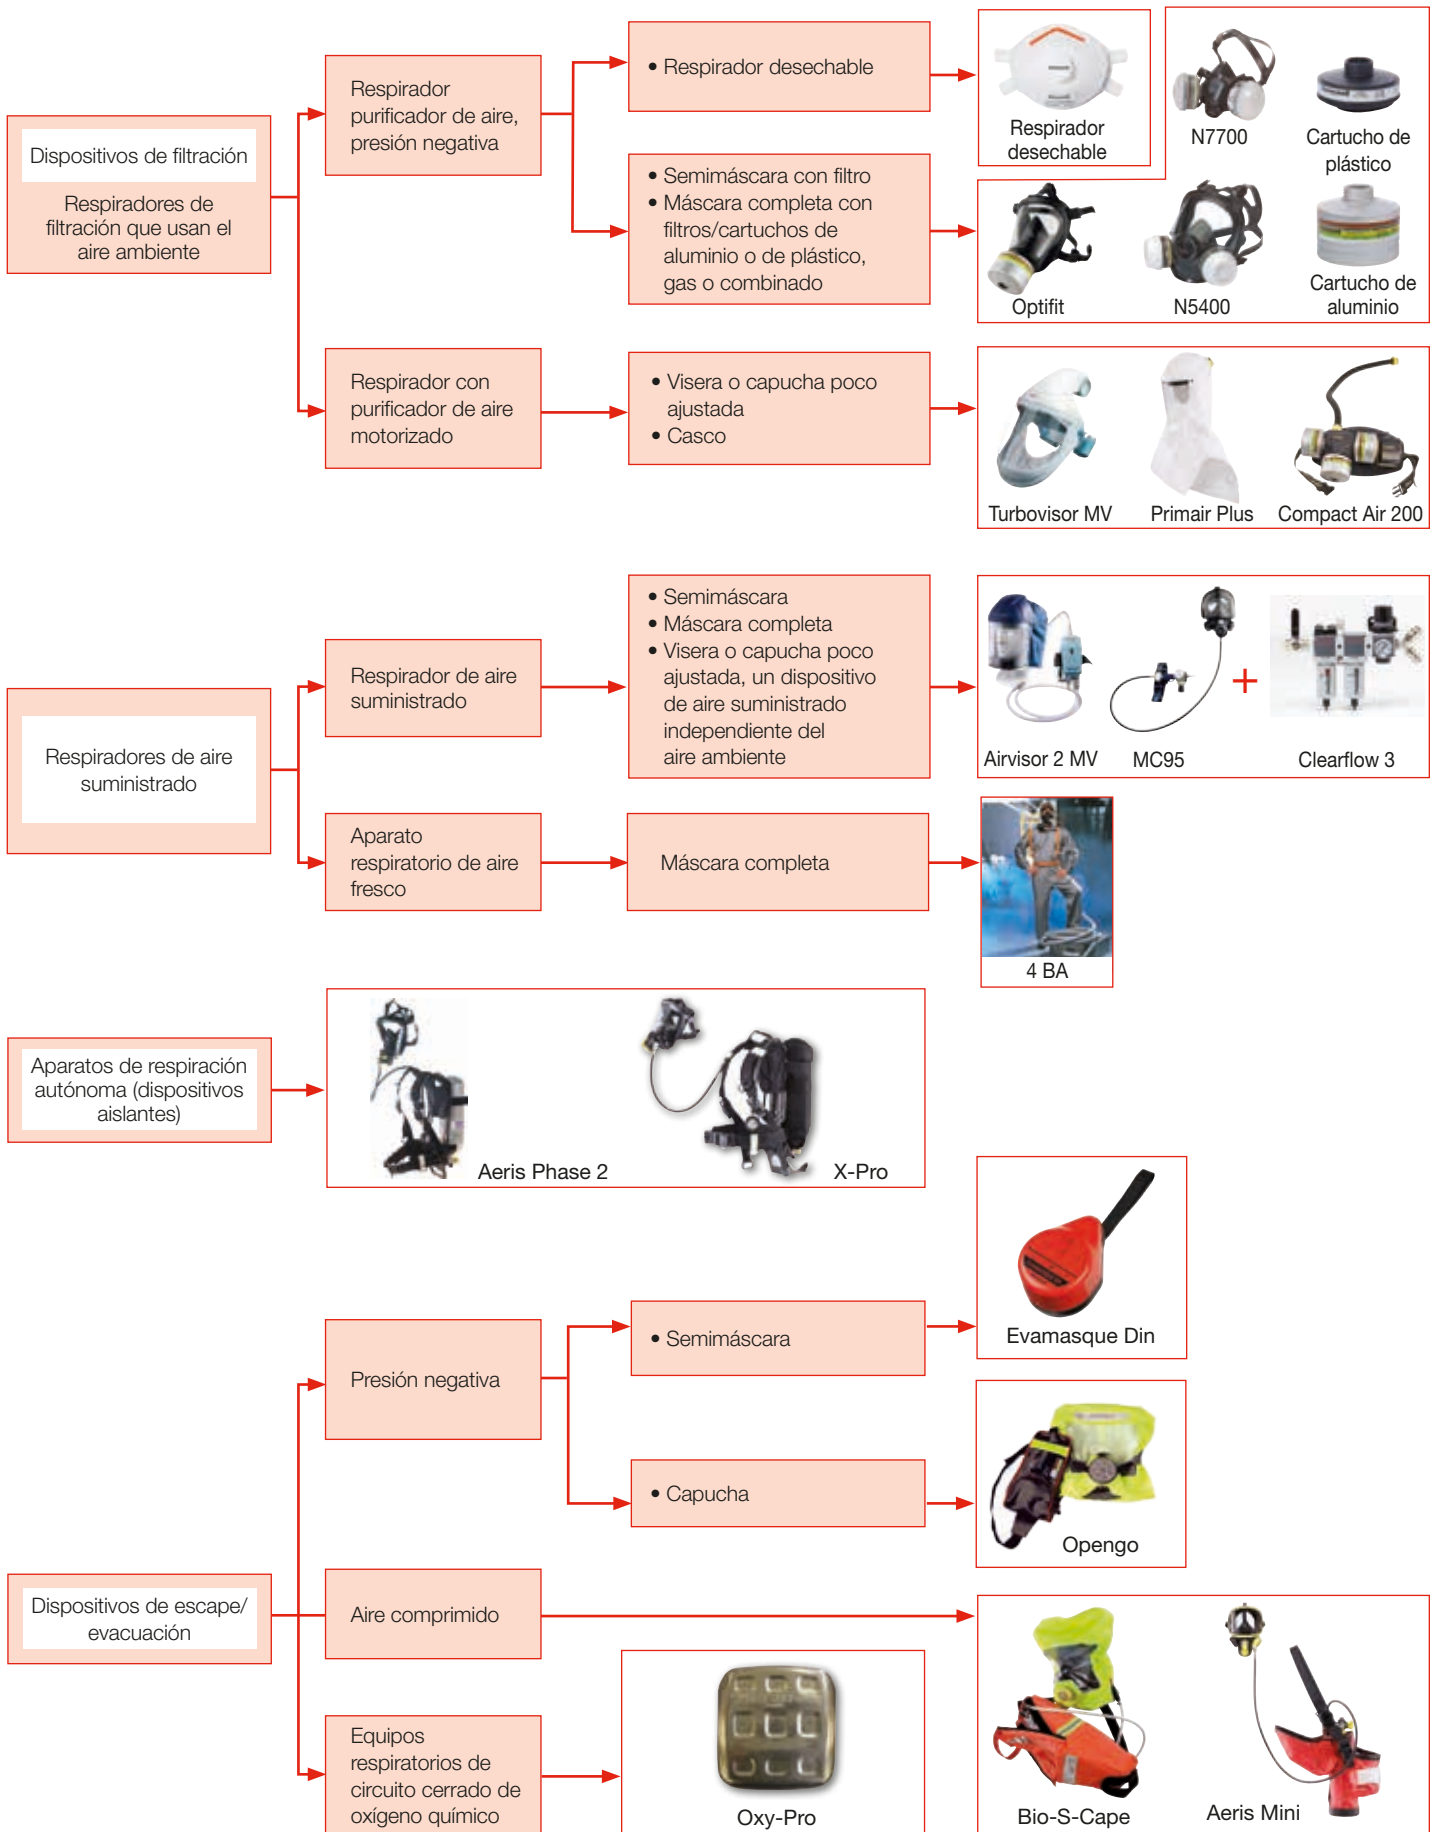 Dispositivos de filtración
Respiradores de
filtración que usan el
aire ambiente
Respirador
purificador de aire,
presión negativa
• Respirador desechable
Respirador
desechable
• Semimáscara con filtro
• Máscara completa con
filtros/cartuchos de
aluminio o de plástico,
gas o combinado
N7700
Cartucho de
plástico
Optifit
N5400
Cartucho de
aluminio
Respirador con
purificador de aire
motorizado
• Visera o capucha poco
ajustada
• Casco
Turbovisor MV
Primair Plus
Compact Air 200
Respiradores de aire
suministrado
Respirador de aire
suministrado
• Semimáscara
• Máscara completa
• Visera o capucha poco
ajustada, un dispositivo
de aire suministrado
independiente del
aire ambiente
+
Airvisor 2 MV
MC95
Clearflow 3
Aparato
respiratorio de aire
fresco
Máscara completa
4 BA
Aparatos de respiración
autónoma (dispositivos
aislantes)
Aeris Phase 2
X-Pro
Dispositivos de escape/
evacuación
Presión negativa
• Semimáscara
Evamasque Din
• Capucha
Opengo
Aire comprimido
Bio-S-Cape
Aeris Mini
Equipos
respiratorios de
circuito cerrado de
oxígeno químico
Oxy-Pro